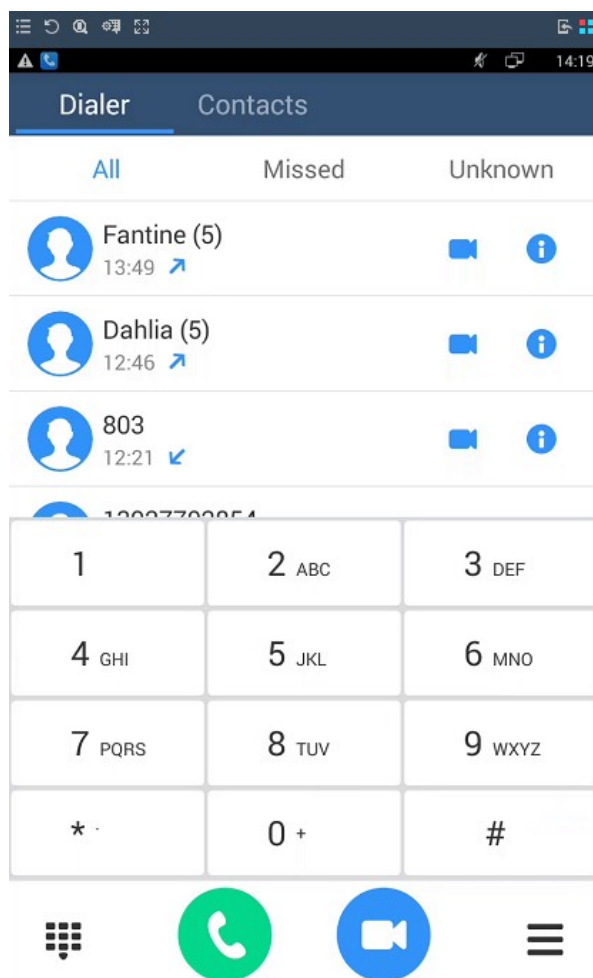 14:19
Dialer Contacts
All Missed Unknown
Fantine (5)
13:49
Dahlia (5)
12:46
803
12:21
1 2 ABC 3 DEF
4 GHI 5 JKL 6 MNO
7 PQRS 8 TUV 9 WXYZ
* · 0 + #